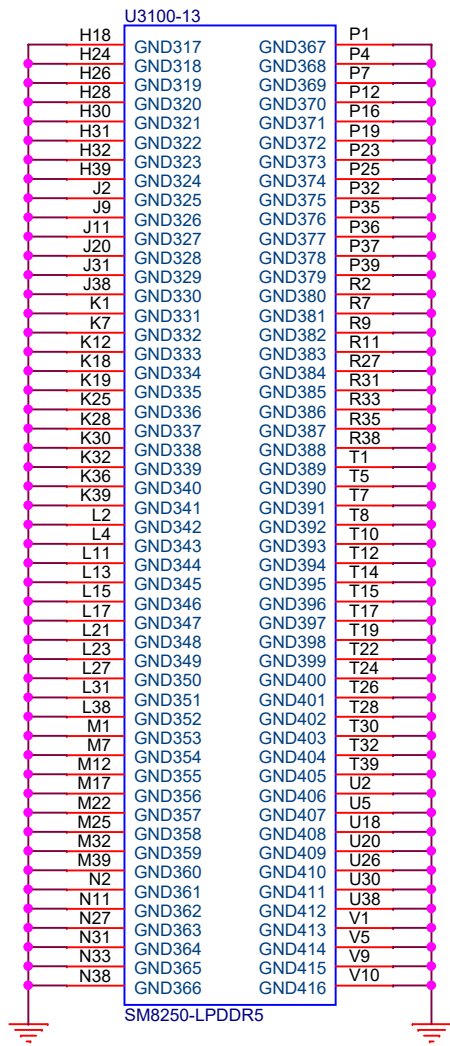 U3100-13
H18 GND317 GND367 P1
H24 GND318 GND368 P4
H26 GND319 GND369 P7
H28 GND320 GND370 P12
H30 GND321 GND371 P16
H31 GND322 GND372 P19
H32 GND323 GND373 P23
H39 GND324 GND374 P25
J2 GND325 GND375 P32
J9 GND326 GND376 P35
J11 GND327 GND377 P36
J20 GND328 GND378 P37
J31 GND329 GND379 P39
J38 GND330 GND380 R2
K1 GND331 GND381 R7
K7 GND332 GND382 R9
K12 GND333 GND383 R11
K18 GND334 GND384 R27
K19 GND335 GND385 R31
K25 GND336 GND386 R33
K28 GND337 GND387 R35
K30 GND338 GND388 R38
K32 GND339 GND389 T1
K36 GND340 GND390 T5
K39 GND341 GND391 T7
L2 GND342 GND392 T8
L4 GND343 GND393 T10
L11 GND344 GND394 T12
L13 GND345 GND395 T14
L15 GND346 GND396 T15
L17 GND347 GND397 T17
L21 GND348 GND398 T19
L23 GND349 GND399 T22
L27 GND350 GND400 T24
L31 GND351 GND401 T26
L38 GND352 GND402 T28
M1 GND353 GND403 T30
M7 GND354 GND404 T32
M12 GND355 GND405 T39
M17 GND356 GND406 U2
M22 GND357 GND407 U5
M25 GND358 GND408 U18
M32 GND359 GND409 U20
M39 GND360 GND410 U26
N2 GND361 GND411 U30
N11 GND362 GND412 U38
N27 GND363 GND413 V1
N31 GND364 GND414 V5
N33 GND365 GND415 V9
N38 GND366 GND416 V10
SM8250-LPDDR5